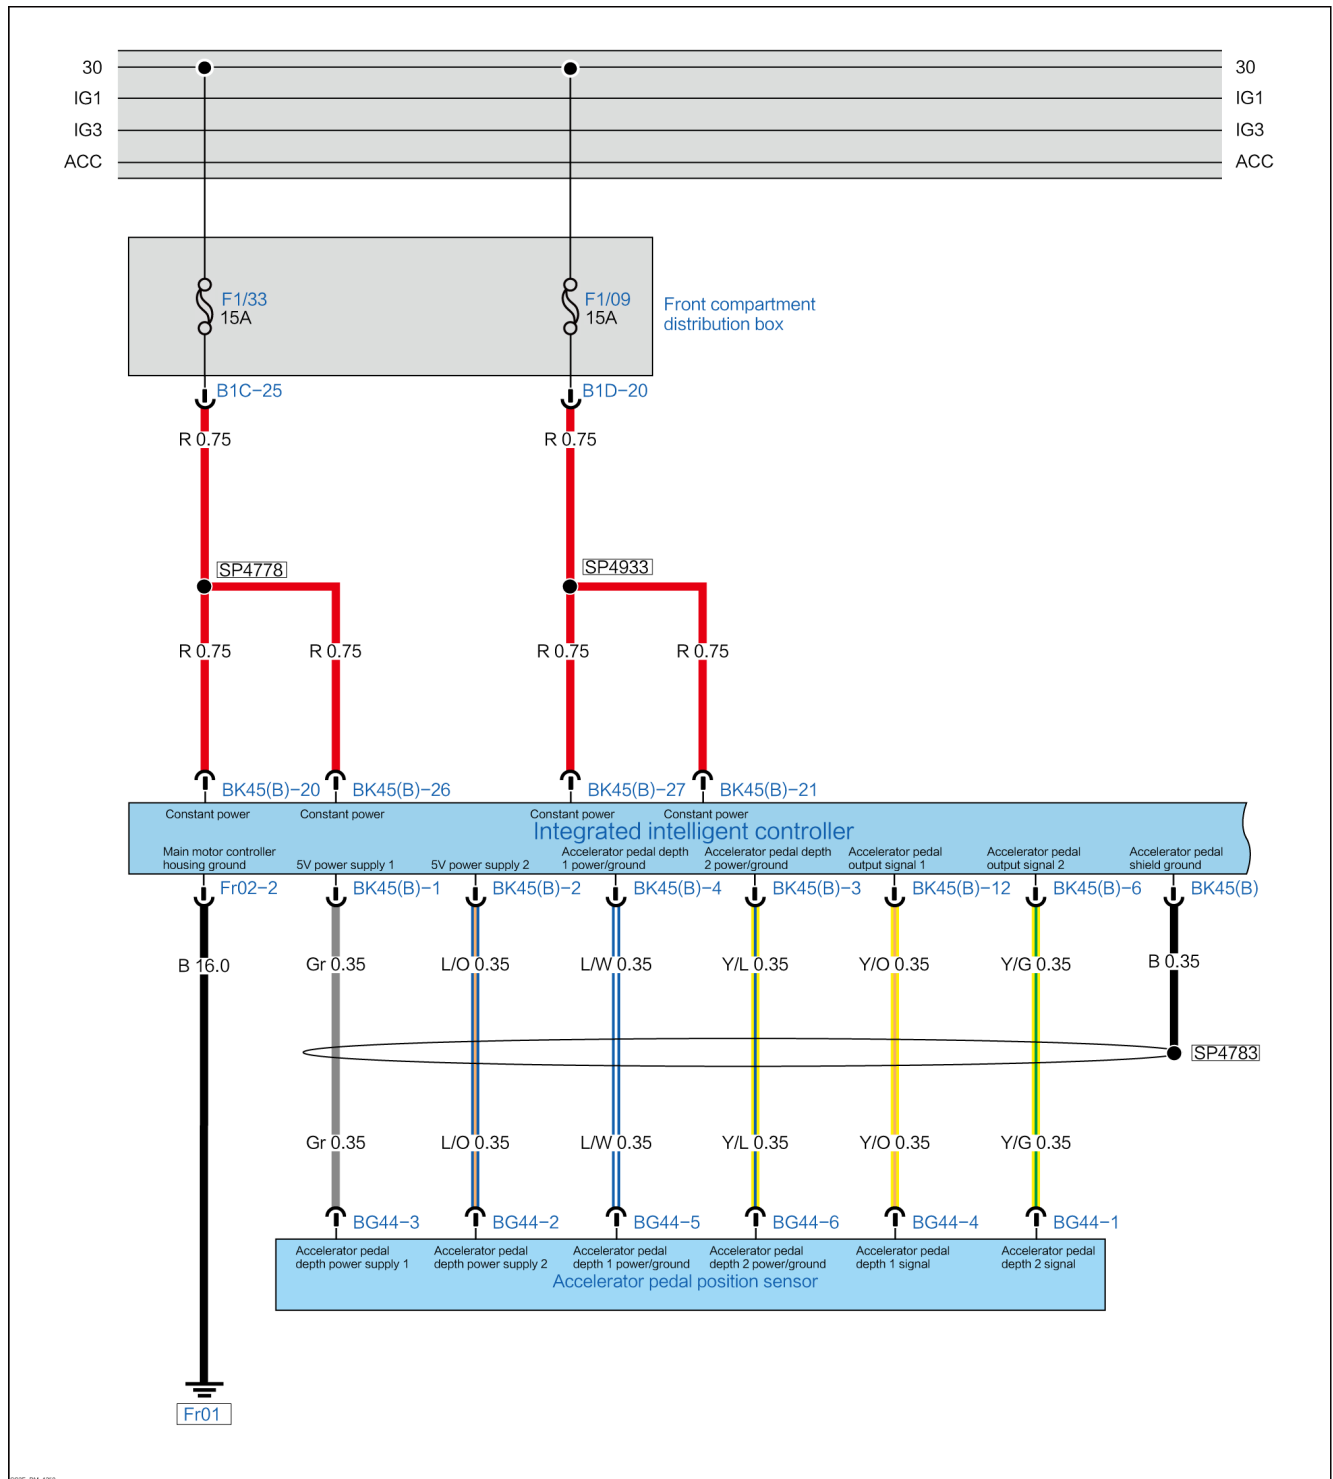 30 30
IG1 IG1
IG3 IG3
ACC ACC
F1/33
15A
F1/09
15A
Front compartment
distribution box
B1C-25 B1D-20
R 0.75 R 0.75
SP4778 SP4933
R 0.75 R 0.75 R 0.75 R 0.75
BK45(B)-20 BK45(B)-26 BK45(B)-27 BK45(B)-21
Constant power Constant power Constant power Constant power
Integrated intelligent controller
Main motor controller
housing ground
5V power supply 1
5V power supply 2
Accelerator pedal depth
1 power/ground
Accelerator pedal depth
2 power/ground
Accelerator pedal
output signal 1
Accelerator pedal
output signal 2
Accelerator pedal
shield ground
Fr02-2 BK45(B)-1 BK45(B)-2 BK45(B)-4 BK45(B)-3 BK45(B)-12 BK45(B)-6 BK45(B)
B 16.0 Gr 0.35 L/O 0.35 L/W 0.35 Y/L 0.35 Y/O 0.35 Y/G 0.35 B 0.35
SP4783
Gr 0.35 L/O 0.35 L/W 0.35 Y/L 0.35 Y/O 0.35 Y/G 0.35
BG44-3 BG44-2 BG44-5 BG44-6 BG44-4 BG44-1
Accelerator pedal
depth power supply 1
Accelerator pedal
depth power supply 2
Accelerator pedal
depth 1 power/ground
Accelerator pedal
depth 2 power/ground
Accelerator pedal
depth 1 signal
Accelerator pedal
depth 2 signal
Accelerator pedal position sensor
Fr01